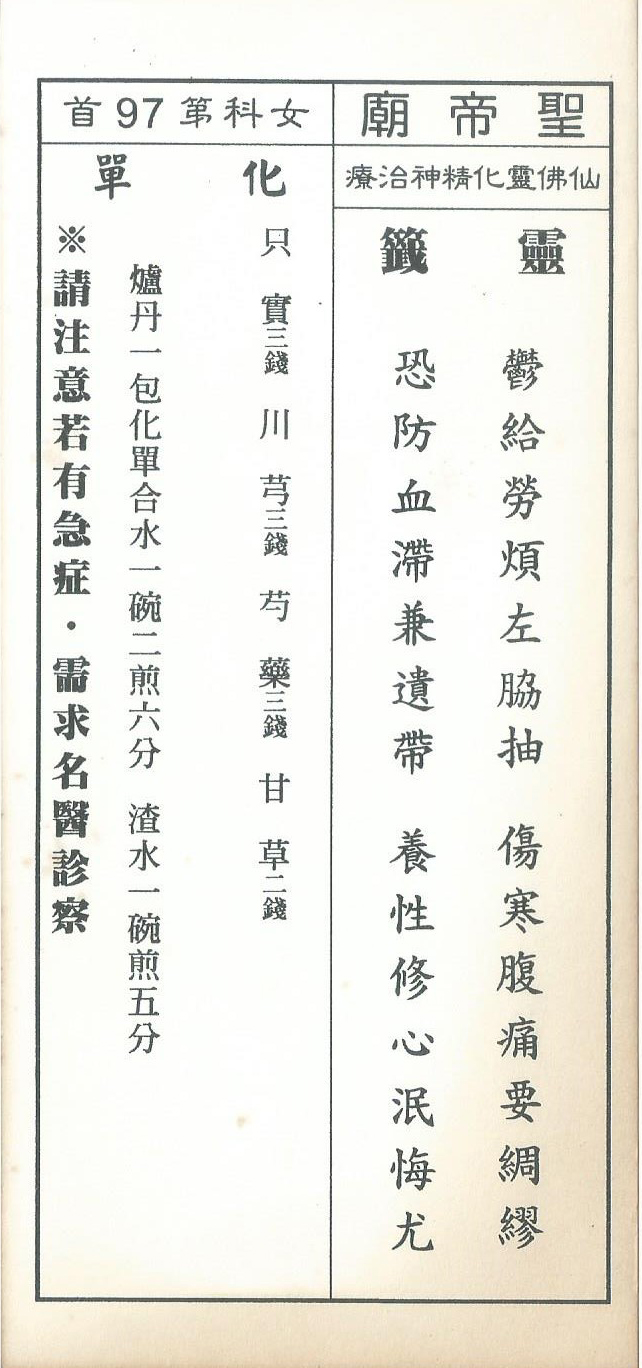 聖帝廟
仙佛靈化精神治療
靈籤
鬱給勞煩左脇抽　傷寒腹痛要綢繆
恐防血滯兼遺帶　養性修心泯悔尤
女科第97首
化單
只實三錢　川芎三錢　芍藥三錢　甘草二錢
爐丹一包化單合水一碗二煎六分　渣水一碗煎五分
※請注意若有急症・需求名醫診察